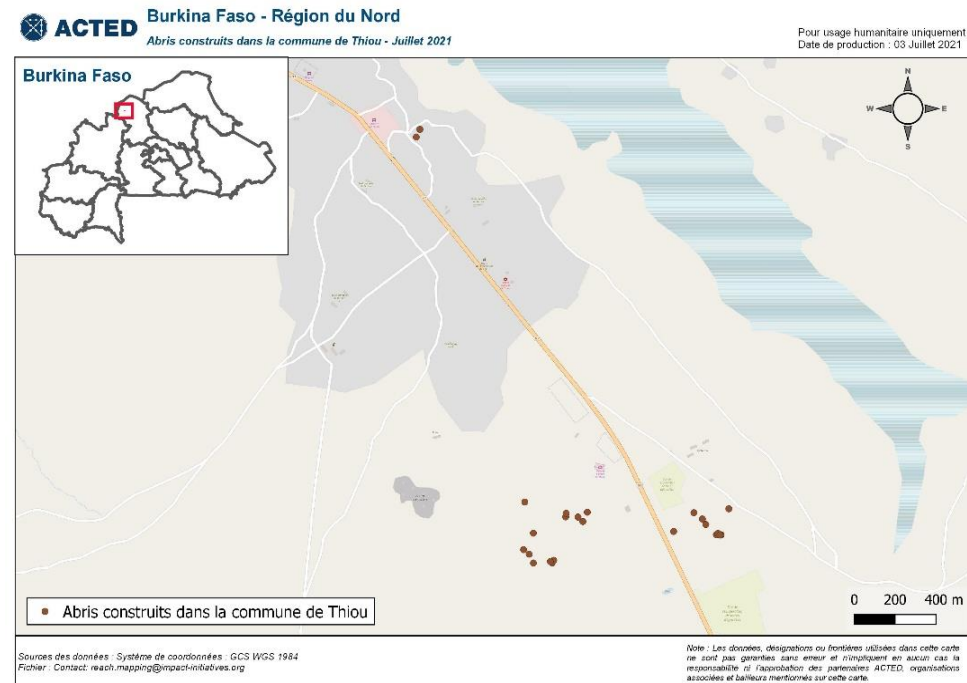 ACTED
Burkina Faso - Région du Nord
Abris construits dans la commune de Thiou - Juillet 2021
Pour usage humanitaire uniquement
Date de production : 03 Juillet 2021
Burkina Faso
N
W
E
S
Abris construits dans la commune de Thiou
0 200 400 m
Sources des données : Système de coordonnées : GCS WGS 1984
Fichier : Contact: reach.mapping@impact-initiatives.org
Note : Les données, désignations ou frontières utilisées dans cette carte
ne sont pas garanties sans erreur et n'impliquent en aucun cas la
responsabilité ni l'approbation des partenaires ACTED, organisations
associées et bailleurs mentionnés sur cette carte.